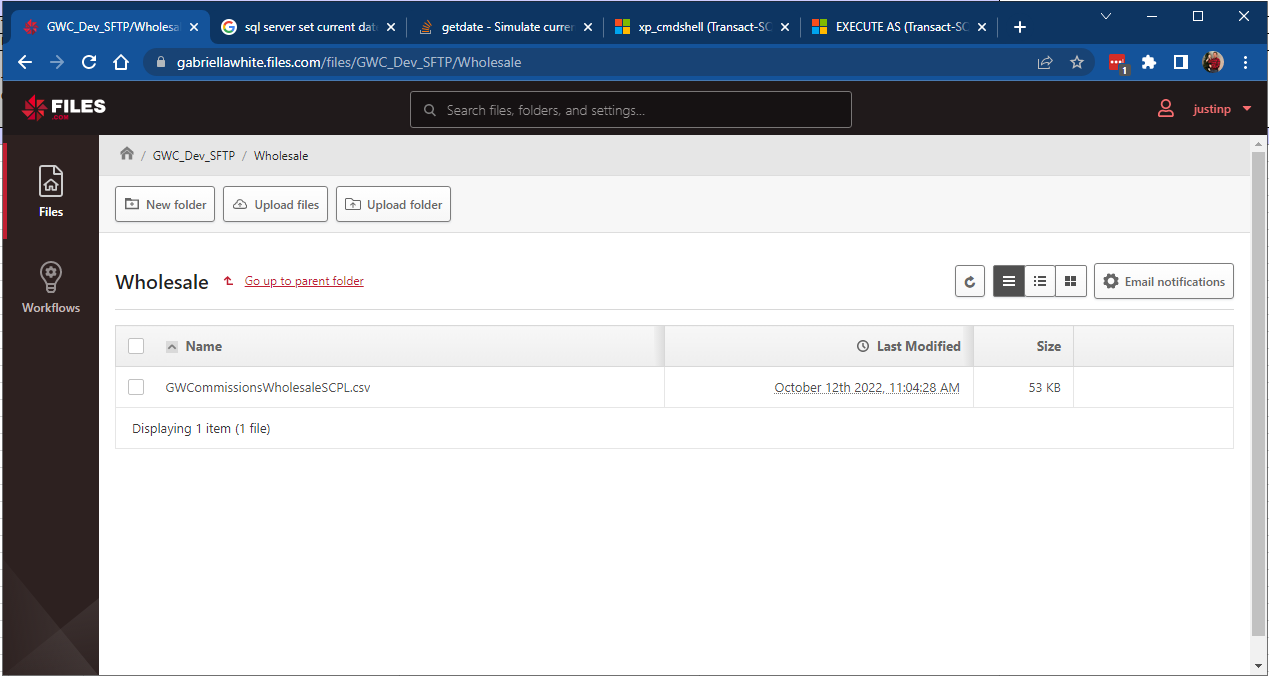 GWC_Dev_SFTP/Wholesa
sql server set current dat
getdate - Simulate curren
xp_cmdshell (Transact-SC
EXECUTE AS (Transact-SC
gabriellawhite.files.com/files/GWC_Dev_SFTP/Wholesale
1
FILES
.COM
Search files, folders, and settings...
justinp
Files
Workflows
/ GWC_Dev_SFTP / Wholesale
New folder
Upload files
Upload folder
Wholesale
Go up to parent folder
Email notifications
Name
Last Modified
Size
GWCommissionsWholesaleSCPL.csv
October 12th 2022, 11:04:28 AM
53 KB
Displaying 1 item (1 file)